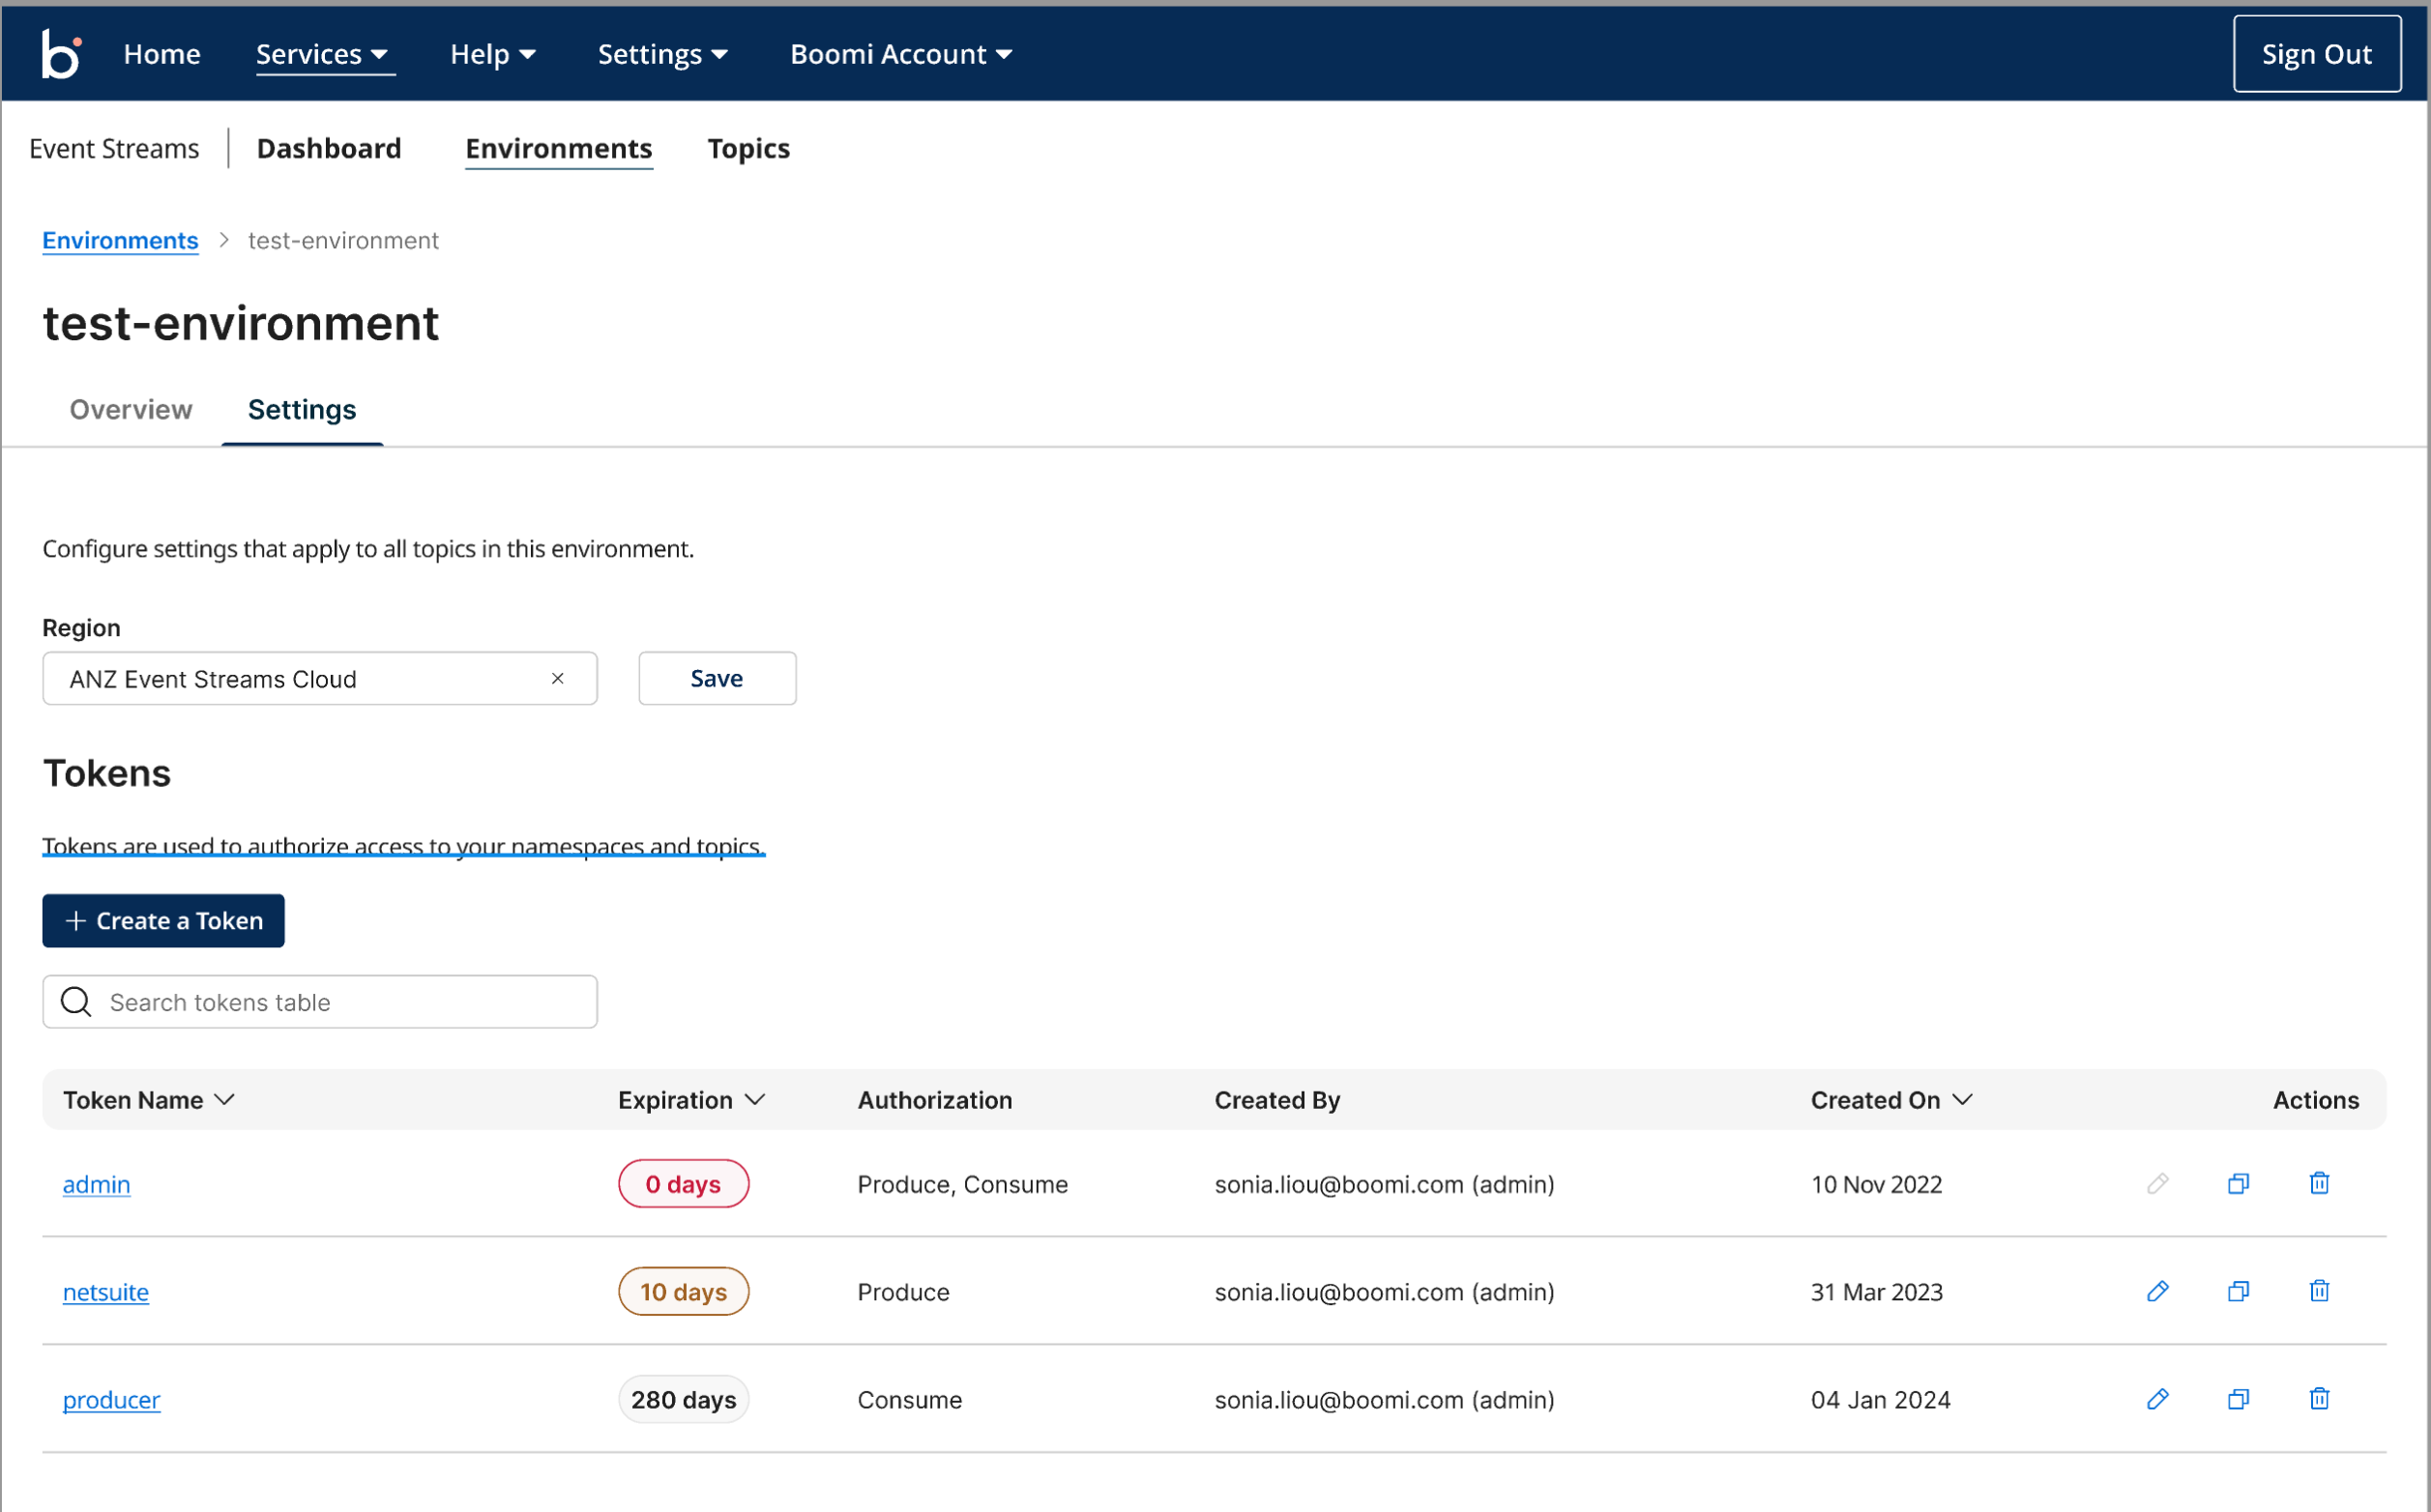 b Home Services Help Settings Boomi Account Sign Out
Event Streams Dashboard Environments Topics
Environments > test-environment
test-environment
Overview Settings
Configure settings that apply to all topics in this environment.
Region
ANZ Event Streams Cloud × Save
Tokens
Tokens are used to authorize access to your namespaces and topics.
+ Create a Token
Search tokens table
Token Name Expiration Authorization Created By Created On Actions
admin 0 days Produce, Consume sonia.liou@boomi.com (admin) 10 Nov 2022
netsuite 10 days Produce sonia.liou@boomi.com (admin) 31 Mar 2023
producer 280 days Consume sonia.liou@boomi.com (admin) 04 Jan 2024